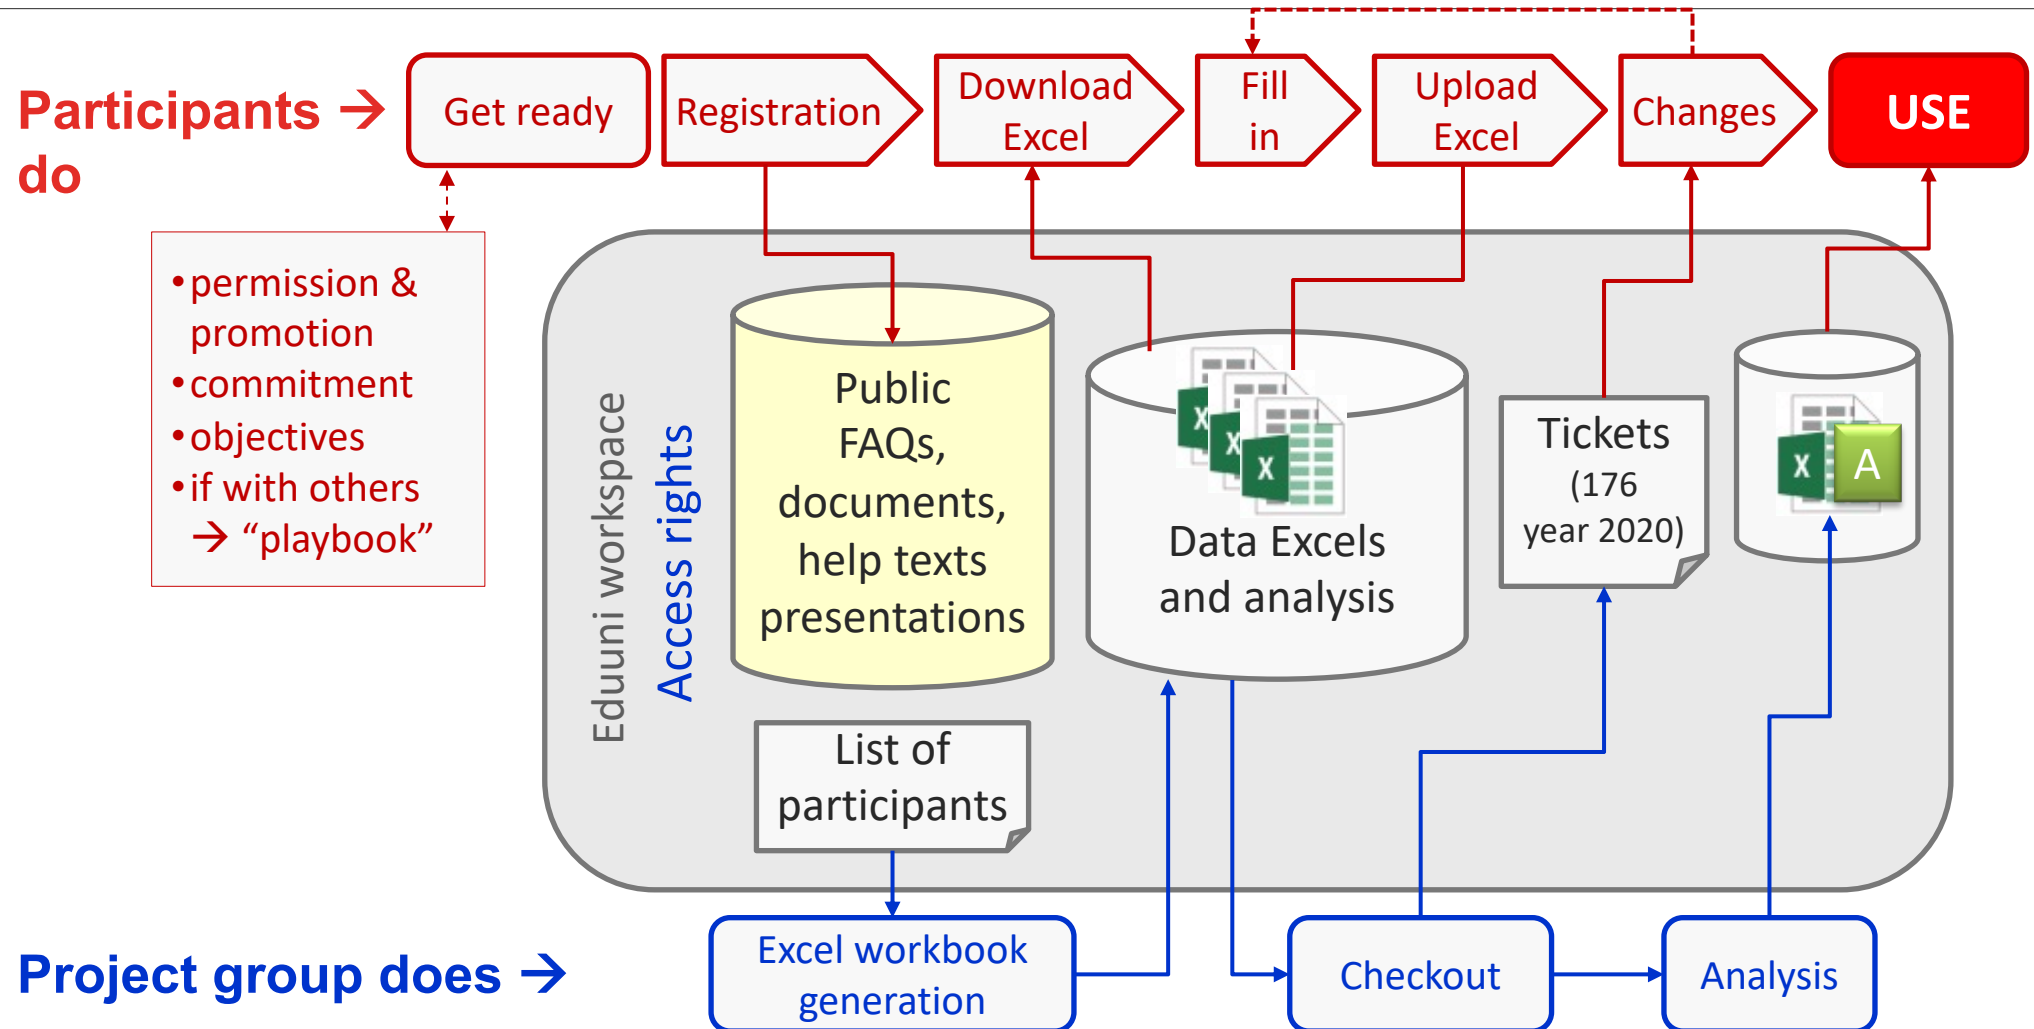 Participants →
do
Get ready
Registration
Download
Excel
Fill
in
Upload
Excel
Changes
USE
•permission &
promotion
•commitment
•objectives
•if with others
→ “playbook”
Eduuni workspace
Access rights
Public
FAQs,
documents,
help texts
presentations
X
X
X
Data Excels
and analysis
Tickets
(176
year 2020)
X
A
List of
participants
Project group does →
Excel workbook
generation
Checkout
Analysis